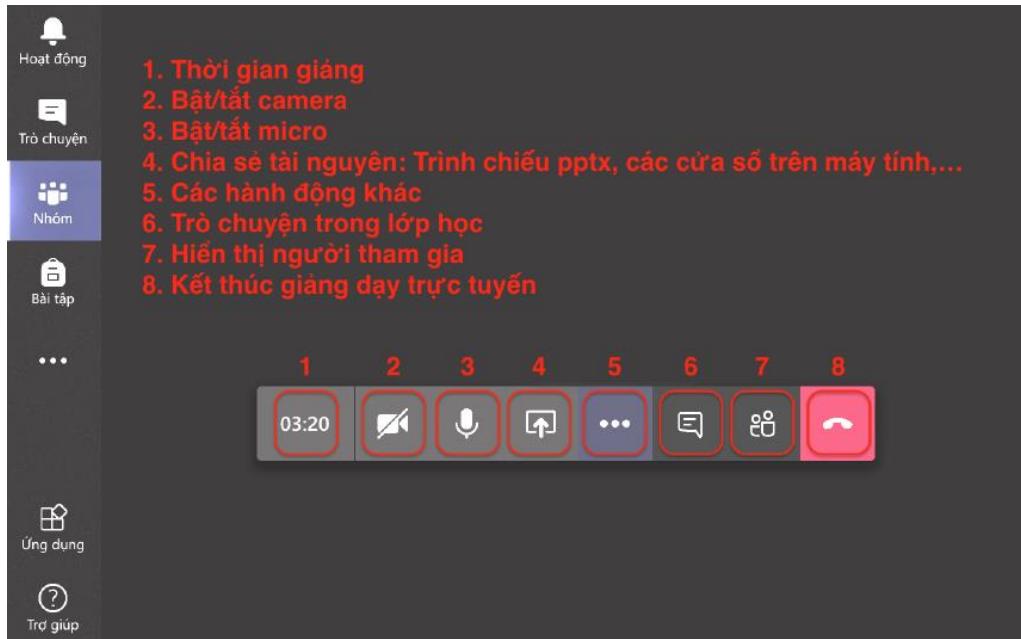 Hoạt động
Trò chuyện
Nhóm
Bài tập
Ứng dụng
Trợ giúp
1. Thời gian giảng
2. Bật/tắt camera
3. Bật/tắt micro
4. Chia sẻ tài nguyên: Trình chiếu pptx, các cửa sổ trên máy tính,...
5. Các hành động khác
6. Trò chuyện trong lớp học
7. Hiển thị người tham gia
8. Kết thúc giảng dạy trực tuyến
1 2 3 4 5 6 7 8
03:20